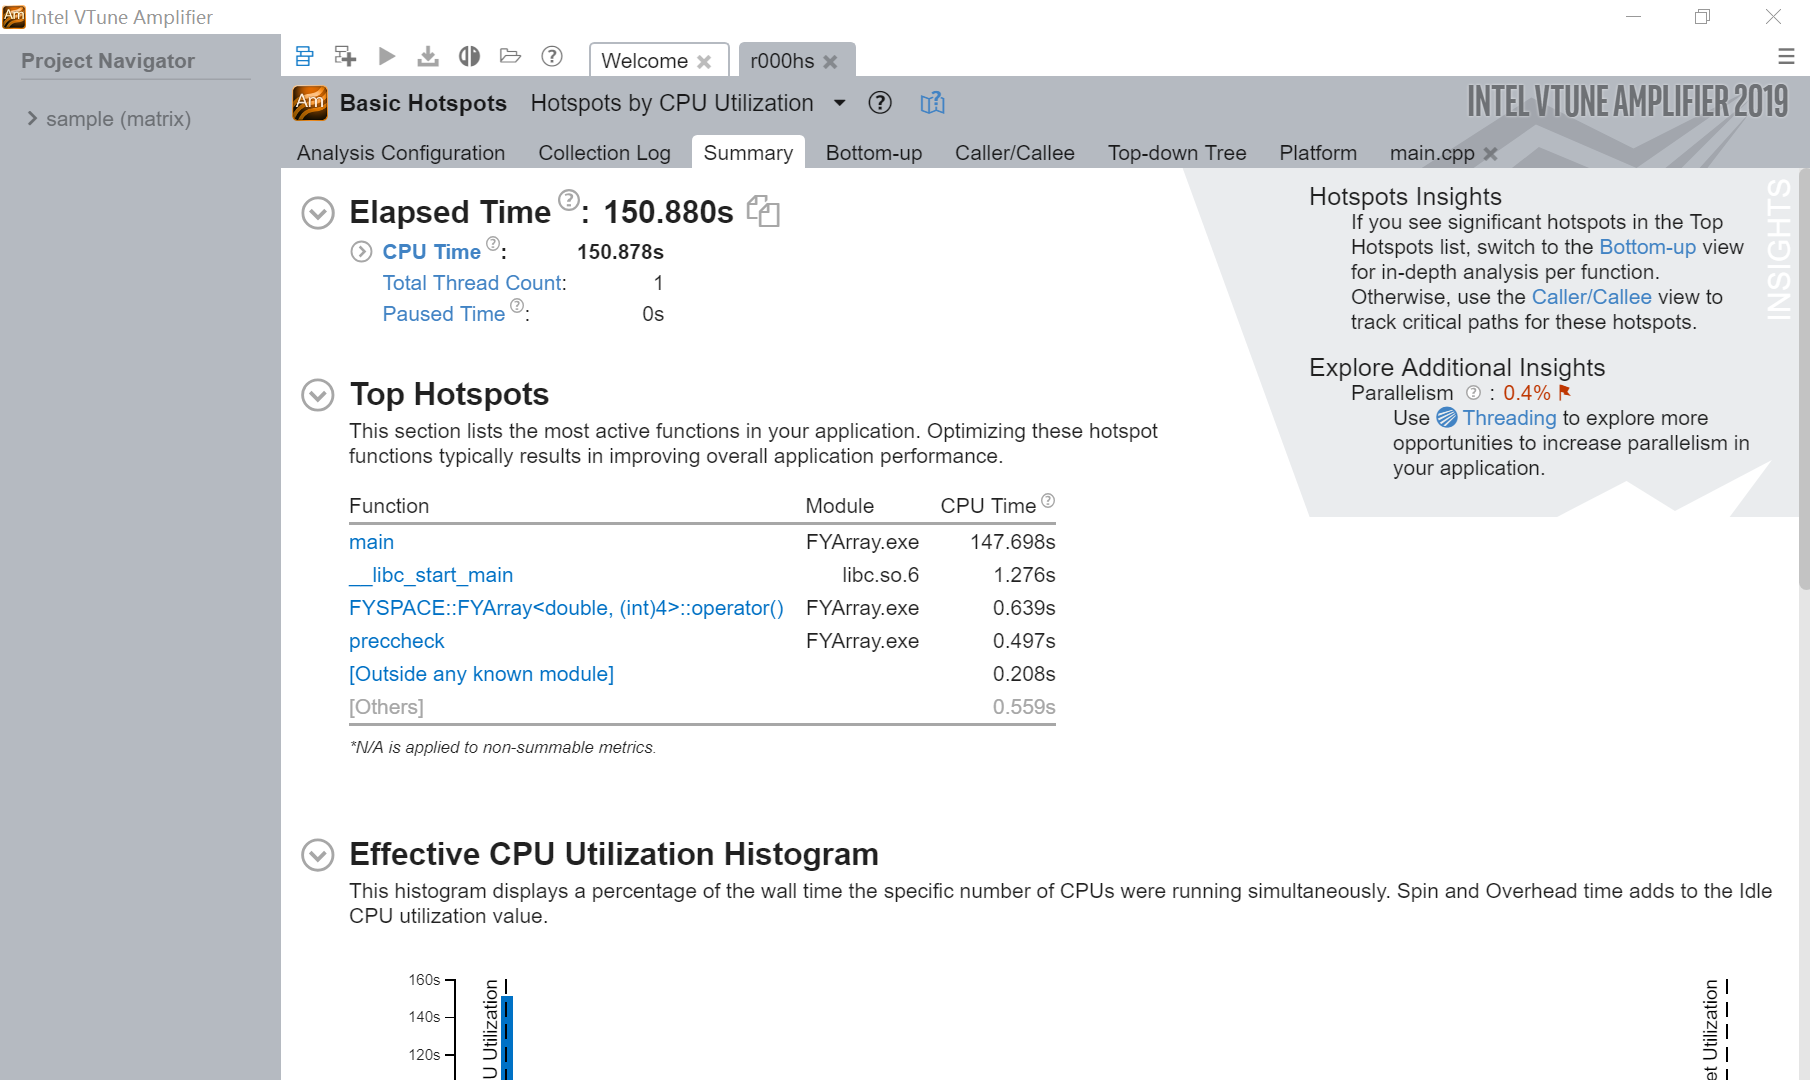 Am Intel VTune Amplifier
Project Navigator
sample (matrix)
Welcome
r000hs
Am Basic Hotspots Hotspots by CPU Utilization
INTEL VTUNE AMPLIFIER 2019
Analysis Configuration Collection Log Summary Bottom-up Caller/Callee Top-down Tree Platform main.cpp
Elapsed Time ?: 150.880s
CPU Time ?: 150.878s
Total Thread Count: 1
Paused Time ?: 0s
Hotspots Insights
If you see significant hotspots in the Top
Hotspots list, switch to the Bottom-up view
for in-depth analysis per function.
Otherwise, use the Caller/Callee view to
track critical paths for these hotspots.
INSIGHTS
Explore Additional Insights
Parallelism ? : 0.4%
Use Threading to explore more
opportunities to increase parallelism in
your application.
Top Hotspots
This section lists the most active functions in your application. Optimizing these hotspot
functions typically results in improving overall application performance.
Function Module CPU Time ?
main FYArray.exe 147.698s
__libc_start_main libc.so.6 1.276s
FYSPACE::FYArray<double, (int)4>::operator() FYArray.exe 0.639s
preccheck FYArray.exe 0.497s
[Outside any known module] 0.208s
[Others] 0.559s
*N/A is applied to non-summable metrics.
Effective CPU Utilization Histogram
This histogram displays a percentage of the wall time the specific number of CPUs were running simultaneously. Spin and Overhead time adds to the Idle
CPU utilization value.
160s
140s
120s
U Utilization
et Utilization